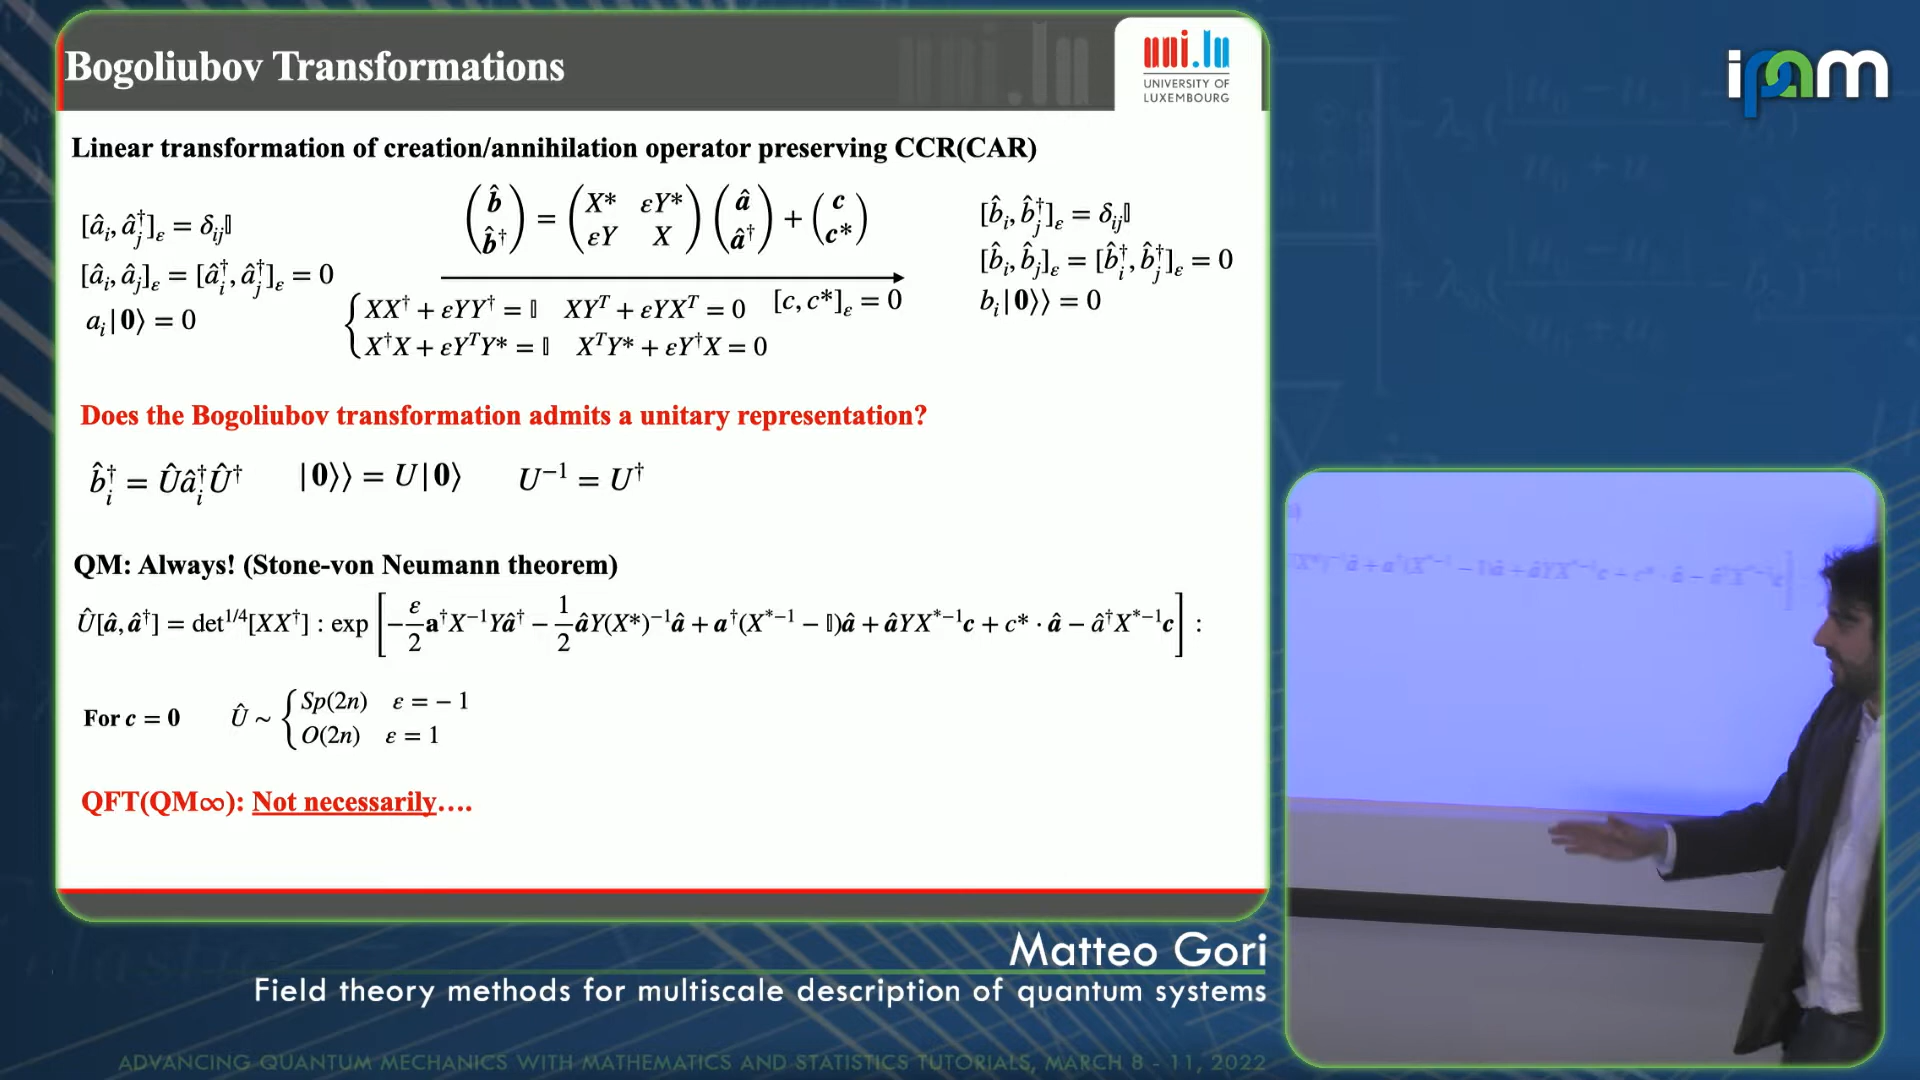 Bogoliubov Transformations
uni.lu
UNIVERSITY OF
LUXEMBOURG
ipam
Linear transformation of creation/annihilation operator preserving CCR(CAR)
[â_i, â_j^†]_ε = δ_ij 𝕀
[â_i, â_j]_ε = [â_i^†, â_j^†]_ε = 0
a_i|0⟩ = 0
(b̂ b̂^†) = (X* εY* εY X)(â â^†) + (c c*)
{XX^† + εYY^† = 𝕀 XY^T + εYX^T = 0 [c, c*]_ε = 0
X^†X + εY^TY* = 𝕀 X^TY* + εY^†X = 0
[b̂_i, b̂_j^†]_ε = δ_ij 𝕀
[b̂_i, b̂_j]_ε = [b̂_i^†, b̂_j^†]_ε = 0
b_i|0⟩⟩ = 0
Does the Bogoliubov transformation admits a unitary representation?
b̂_i^† = Û â_i^† Û^† |0⟩⟩ = U|0⟩ U^−1 = U^†
QM: Always! (Stone-von Neumann theorem)
Û[â, â^†] = det^1/4[XX^†] : exp [−ε/2 a^†X^−1Yâ^† − 1/2 âY(X*)^−1â + a^†(X*^−1 − 𝕀)â + âYX*^−1c + c* · â − â^†X*^−1c] :
For c = 0 Û ~ {Sp(2n) ε = − 1
O(2n) ε = 1
QFT(QM∞): Not necessarily....
Matteo Gori
Field theory methods for multiscale description of quantum systems
ADVANCING QUANTUM MECHANICS WITH MATHEMATICS AND STATISTICS TUTORIALS, MARCH 8 - 11, 2022